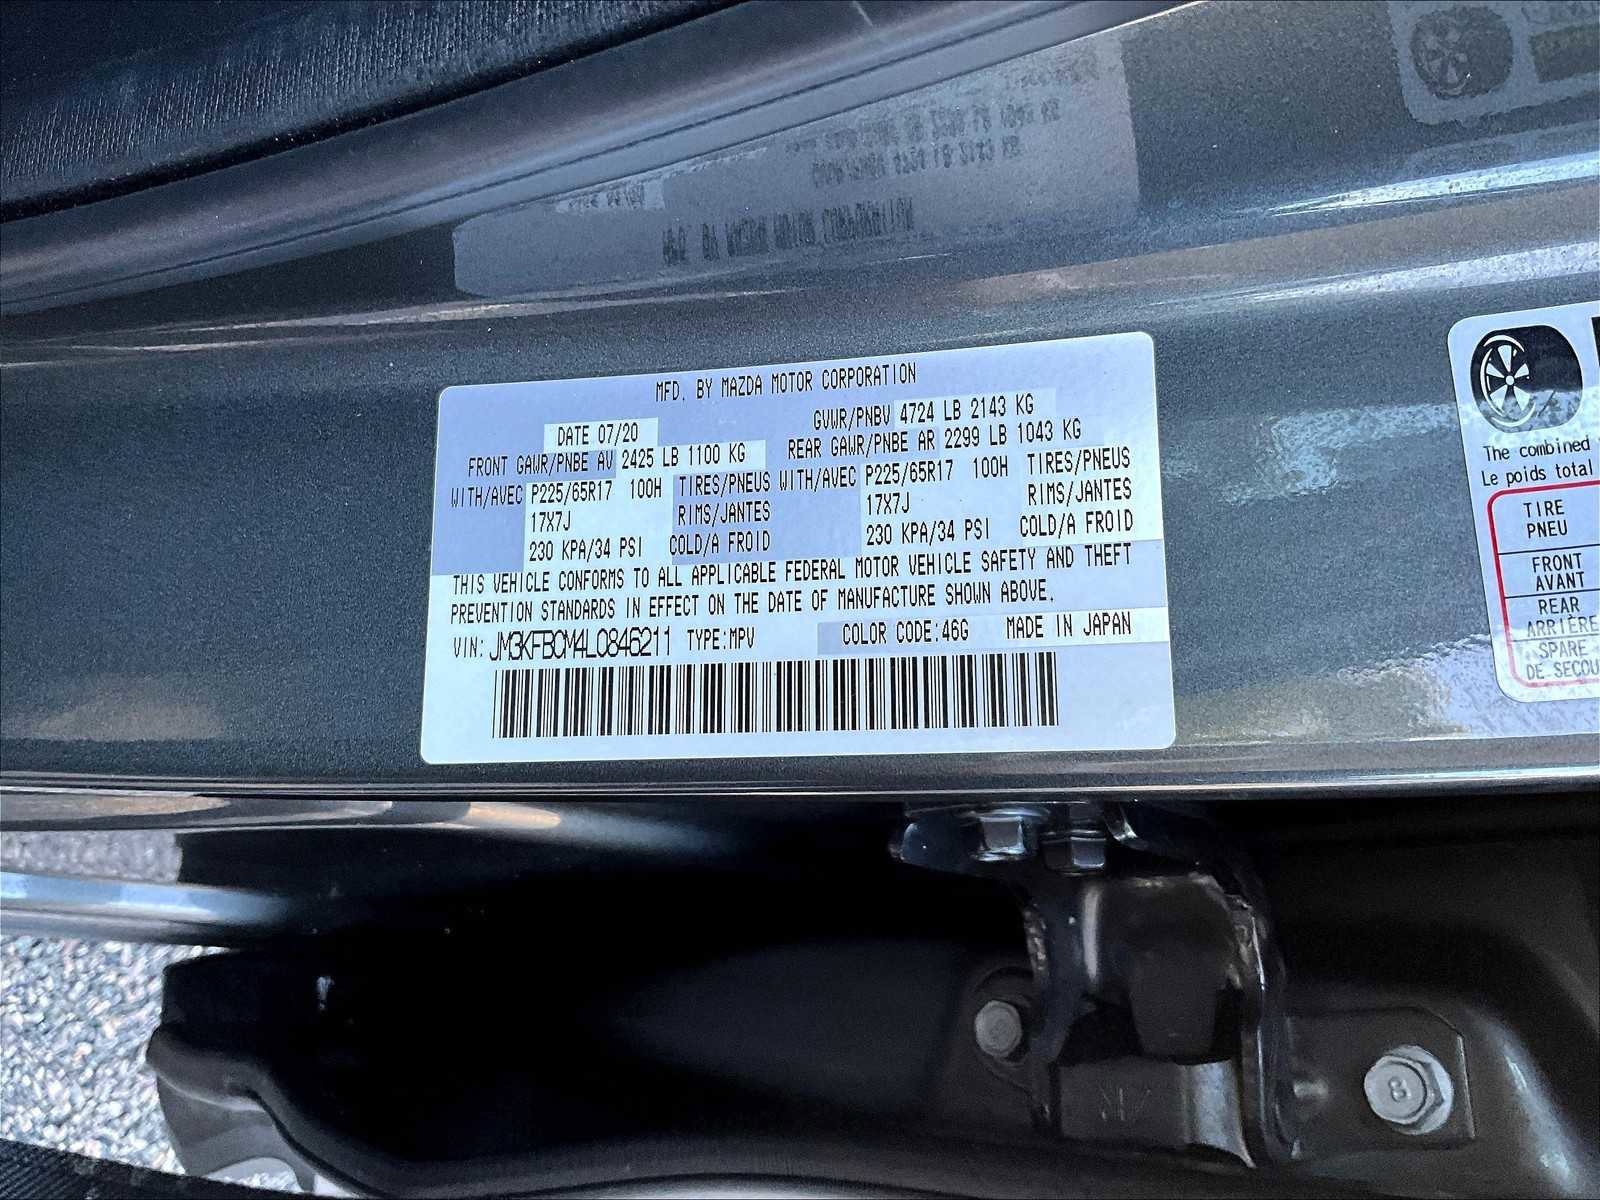 MFD. BY MAZDA MOTOR CORPORATION
DATE 07/20 GVWR/PNBV 4724 LB 2143 KG
FRONT GAWR/PNBE AV 2425 LB 1100 KG REAR GAWR/PNBE AR 2299 LB 1043 KG
WITH/AVEC P225/65R17 100H TIRES/PNEUS WITH/AVEC P225/65R17 100H TIRES/PNEUS
17X7J RIMS/JANTES 17X7J RIMS/JANTES
230 KPA/34 PSI COLD/A FROID 230 KPA/34 PSI COLD/A FROID
THIS VEHICLE CONFORMS TO ALL APPLICABLE FEDERAL MOTOR VEHICLE SAFETY AND THEFT
PREVENTION STANDARDS IN EFFECT ON THE DATE OF MANUFACTURE SHOWN ABOVE.
VIN: JM3KFBCM4L0846211 TYPE:MPV COLOR CODE:46G MADE IN JAPAN
The combined
Le poids total
TIRE
PNEU
FRONT
AVANT
REAR
ARRIÈRE
SPARE
DE SECOU
8